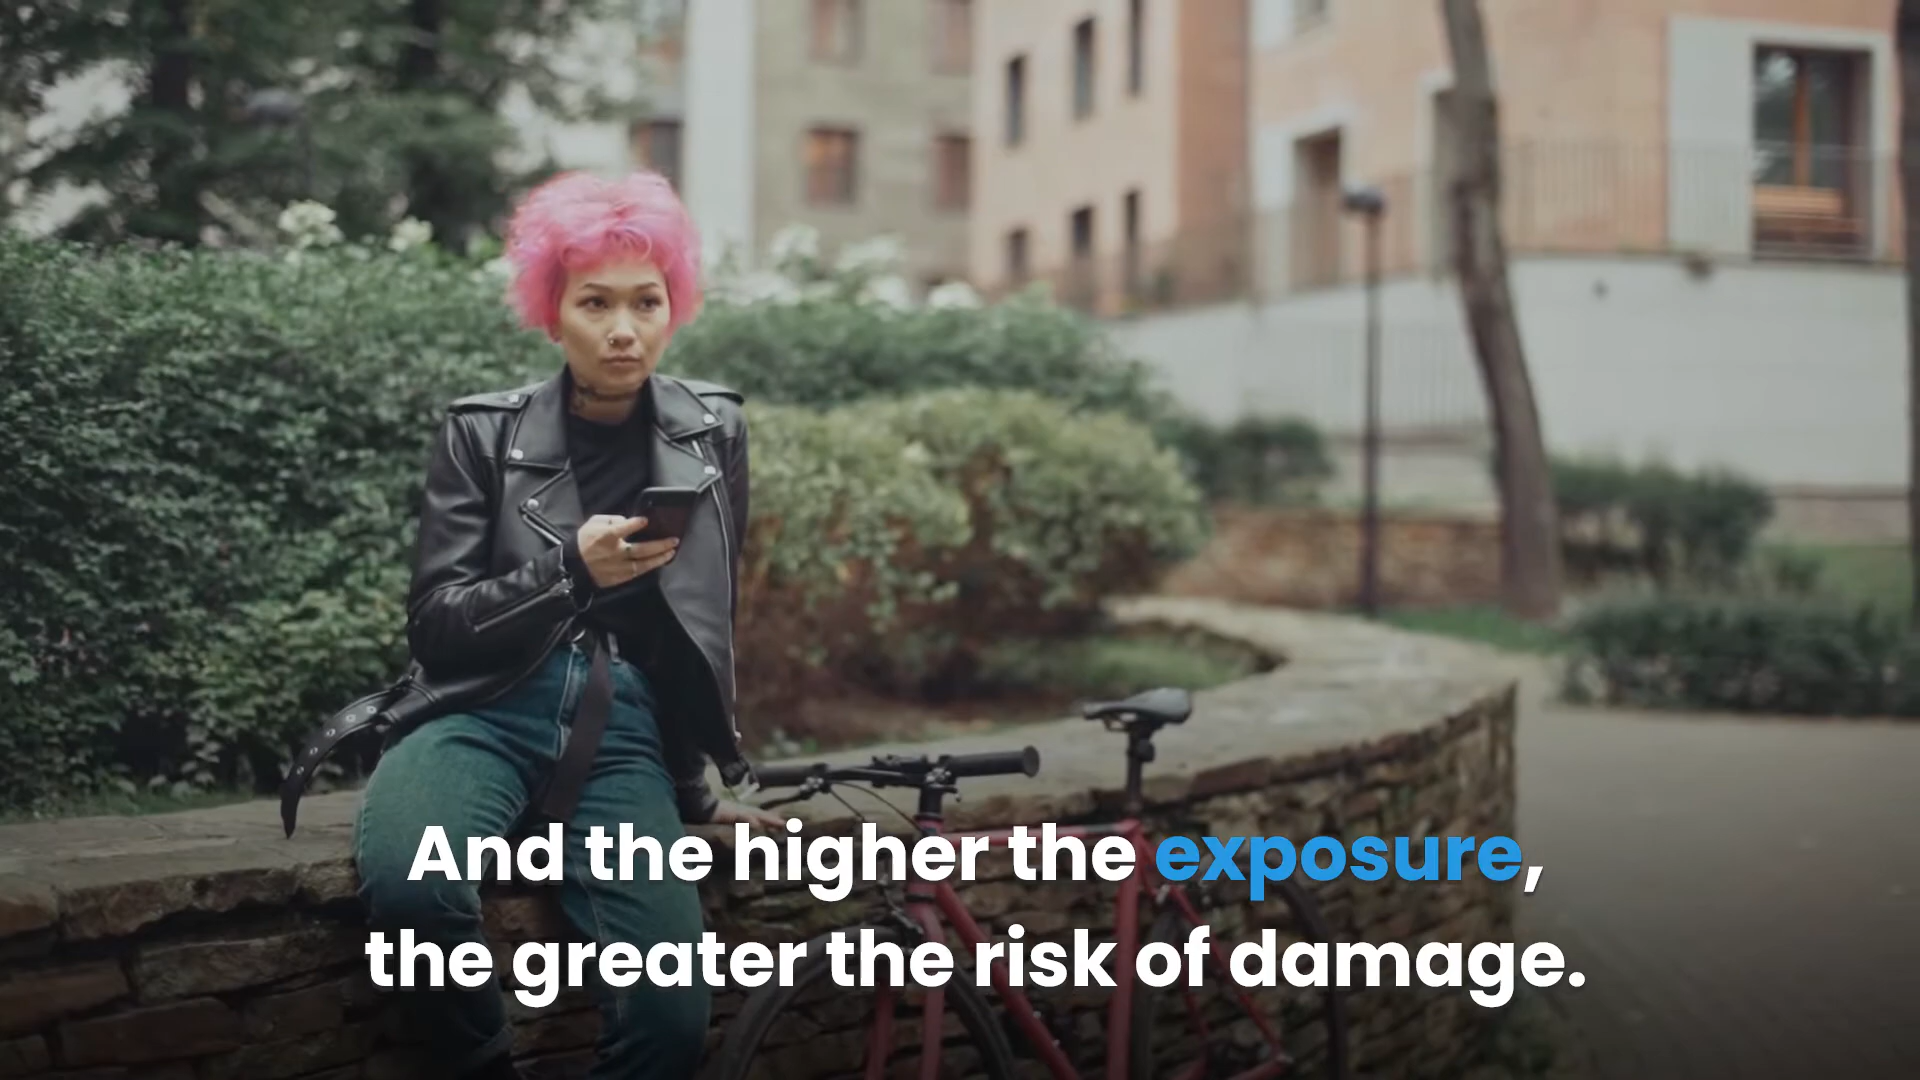 And the higher the exposure,
the greater the risk of damage.